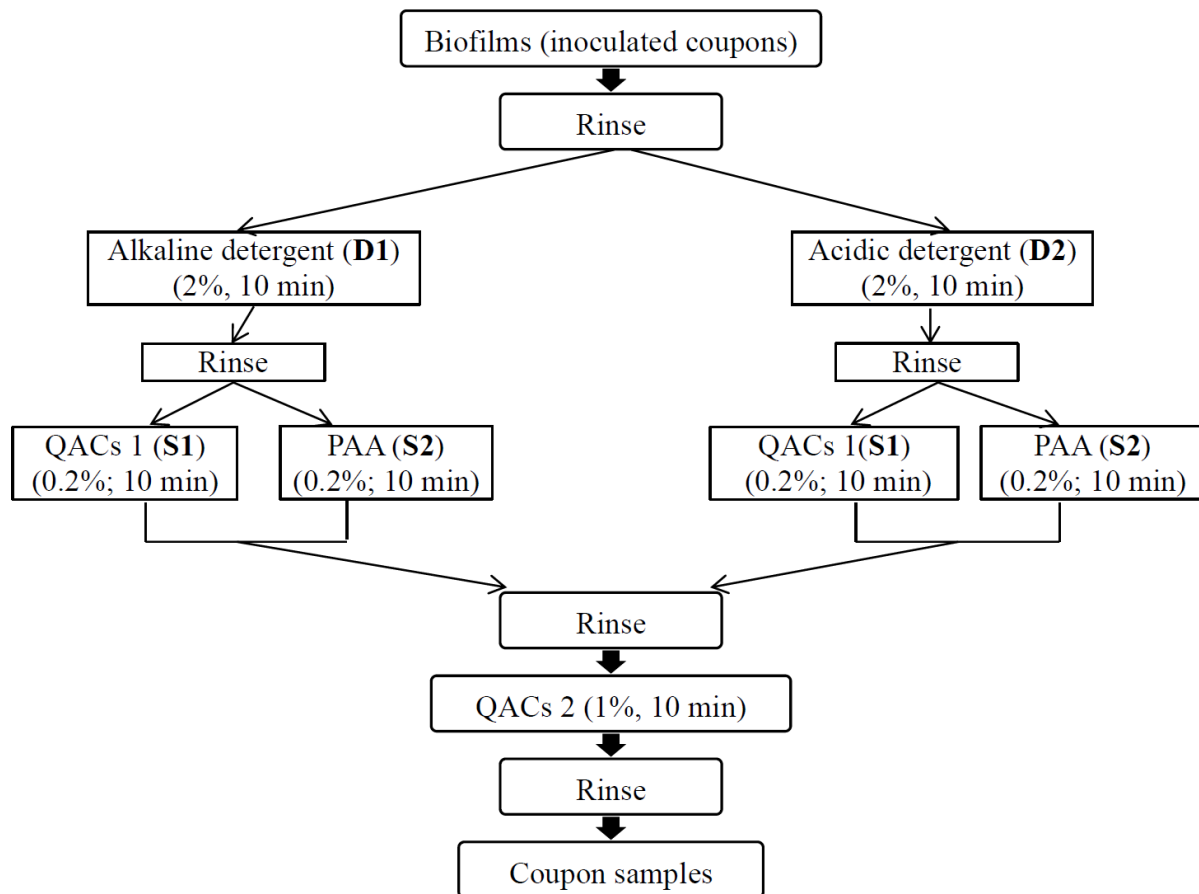 Biofilms (inoculated coupons)
Rinse
Alkaline detergent (D1)
(2%, 10 min)
Acidic detergent (D2)
(2%, 10 min)
Rinse
Rinse
QACs 1 (S1)
(0.2%; 10 min)
PAA (S2)
(0.2%; 10 min)
QACs 1(S1)
(0.2%; 10 min)
PAA (S2)
(0.2%; 10 min)
Rinse
QACs 2 (1%, 10 min)
Rinse
Coupon samples